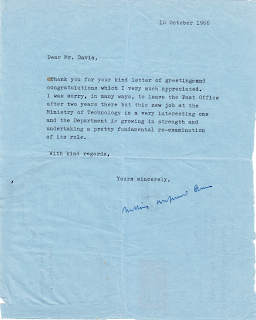 10 October 1966
Dear Mr. Davis,
Thank you for your kind letter of greetings and
congratulations which I very much appreciated.
I was sorry, in many ways, to leave the Post Office
after two years there but this new job at the
Ministry of Technology is a very interesting one
and the Department is growing in strength and
undertaking a pretty fundamental re-examination
of its role.
With kind regards,
Yours sincerely,